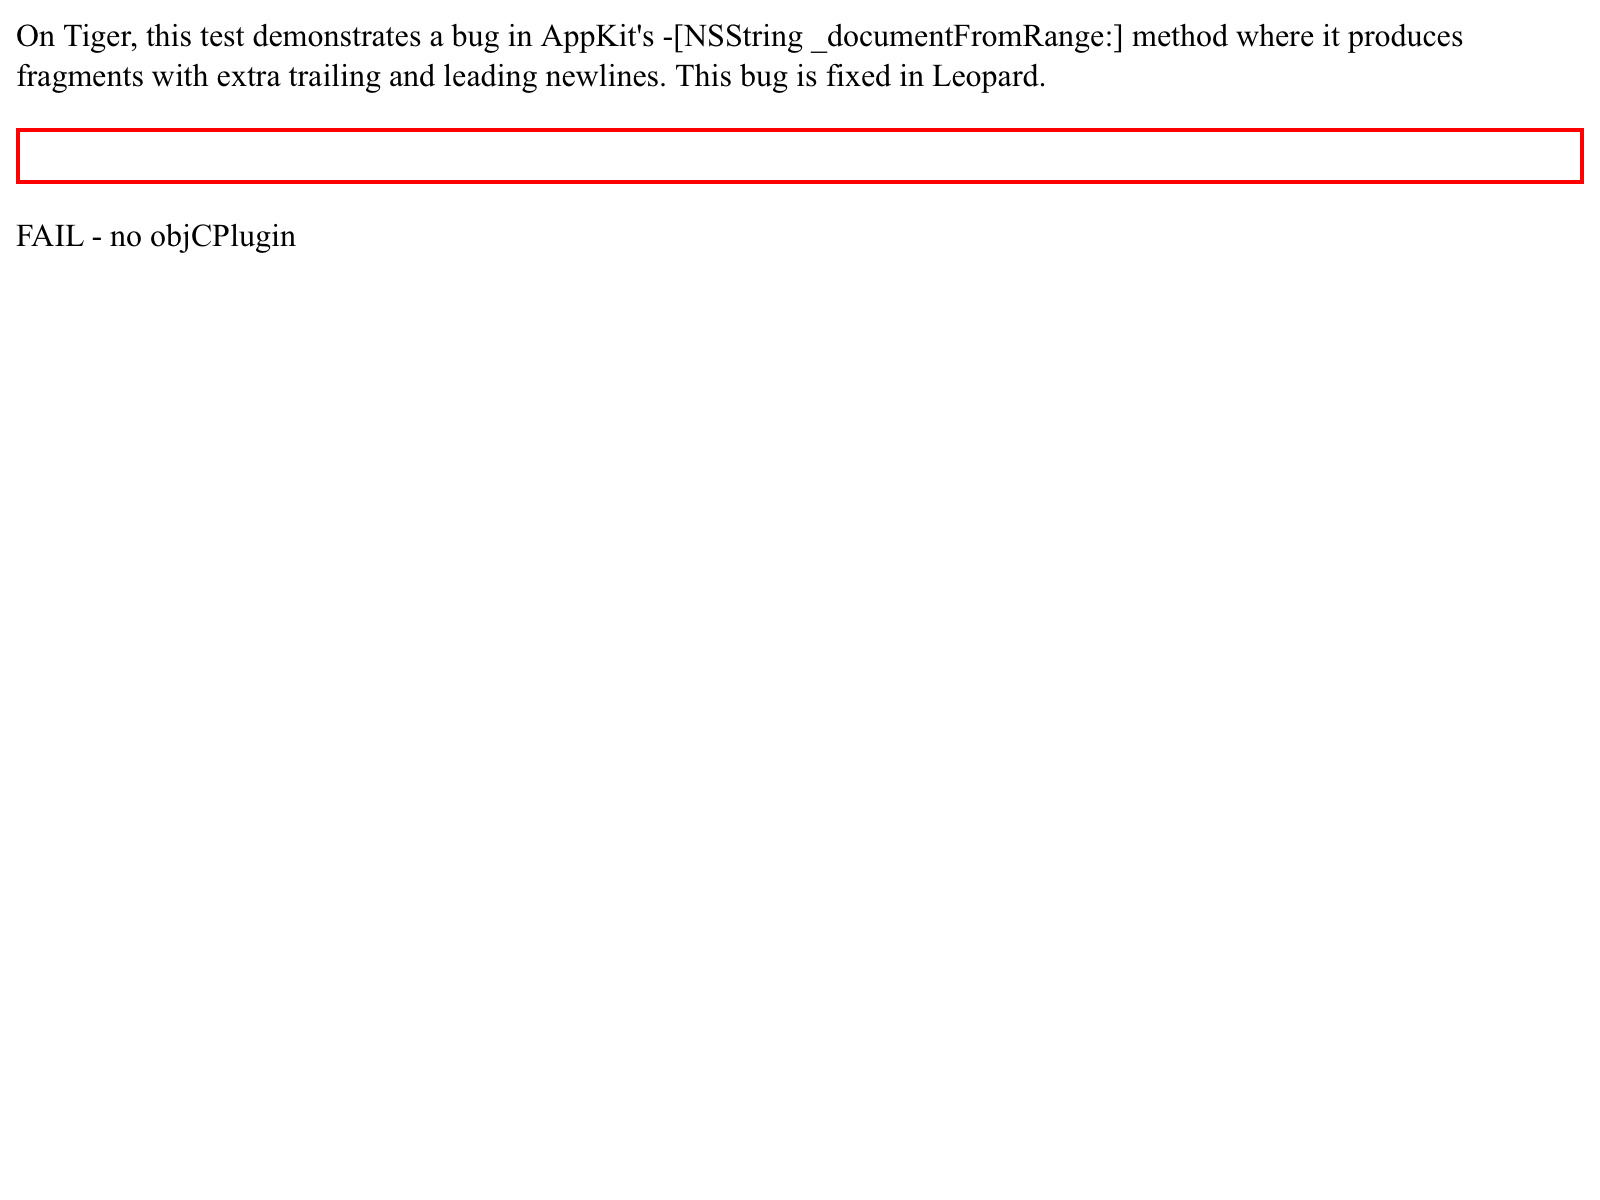 On Tiger, this test demonstrates a bug in AppKit's -[NSString _documentFromRange:] method where it produces
fragments with extra trailing and leading newlines. This bug is fixed in Leopard.
FAIL - no objCPlugin